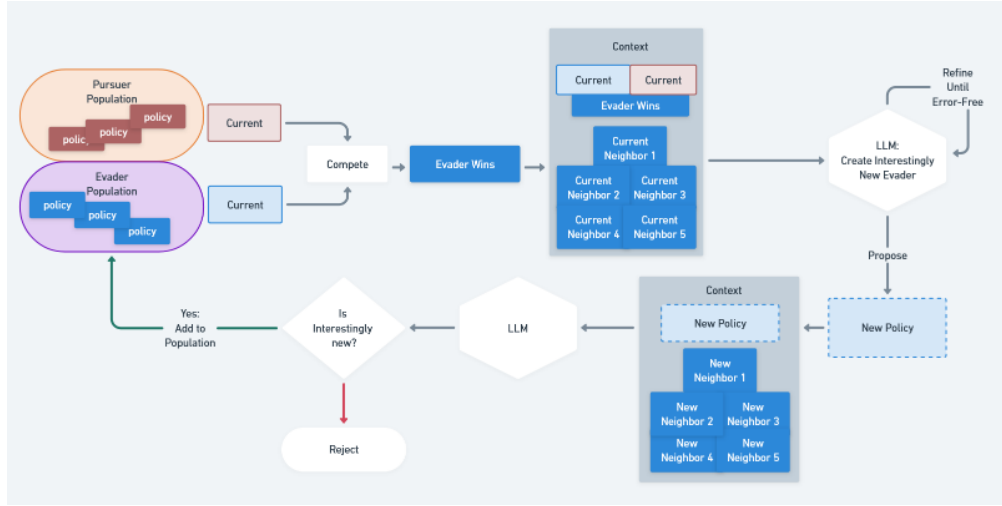 Pursuer
Population
policy
policy
policy
Current
Evader
Population
policy
policy
policy
Current
Compete
Evader Wins
Context
Current
Current
Evader Wins
Current
Neighbor 1
Current
Neighbor 2
Current
Neighbor 3
Current
Neighbor 4
Current
Neighbor 5
Refine
Until
Error-Free
LLM:
Create Interestingly
New Evader
Propose
New Policy
Context
New Policy
New
Neighbor 1
New
Neighbor 2
New
Neighbor 3
New
Neighbor 4
New
Neighbor 5
LLM
Is
Interestingly
new?
Yes:
Add to
Population
Reject